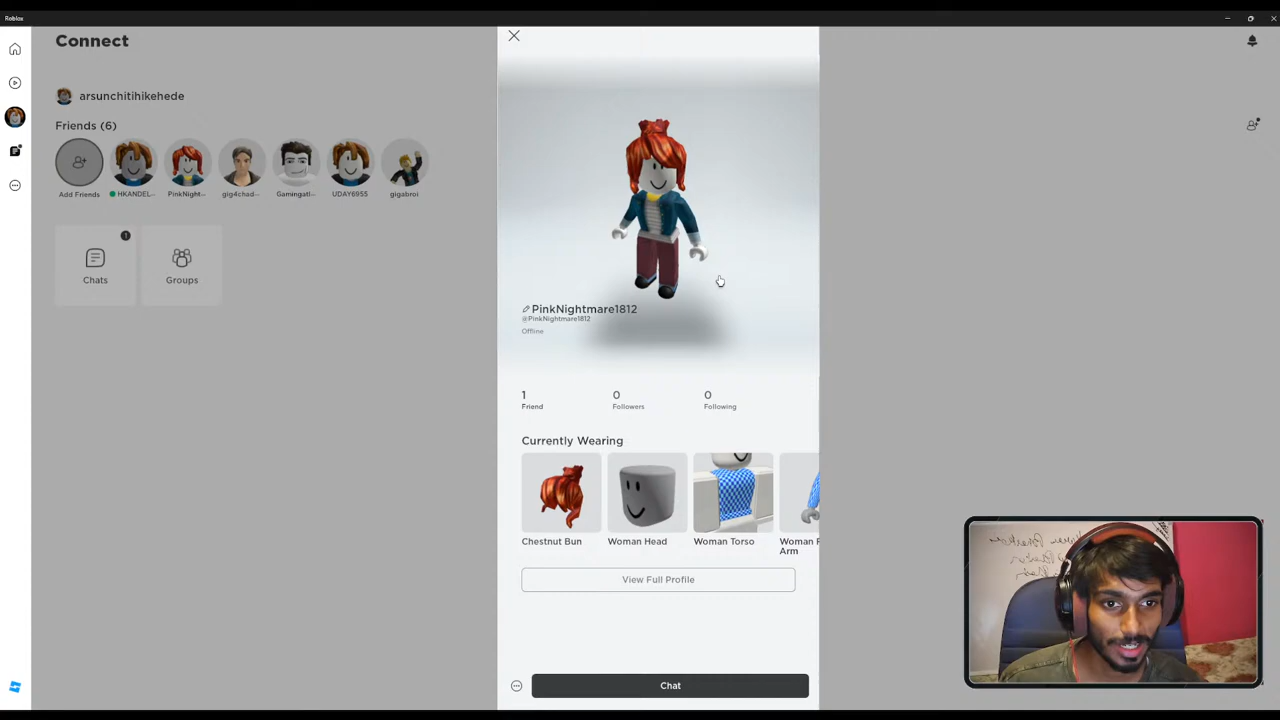 Roblox
Connect
arsunchitihikehede
Friends (6)
Add Friends
HKANDEL--
PinkNight--
gig4chad--
Gamingatl--
UDAY6955
gigabroi
1
Chats
Groups
PinkNightmare1812
@PinkNightmare1812
Offline
1
Friend
0
Followers
0
Following
Currently Wearing
Chestnut Bun
Woman Head
Woman Torso
Woman
Arm
View Full Profile
Chat